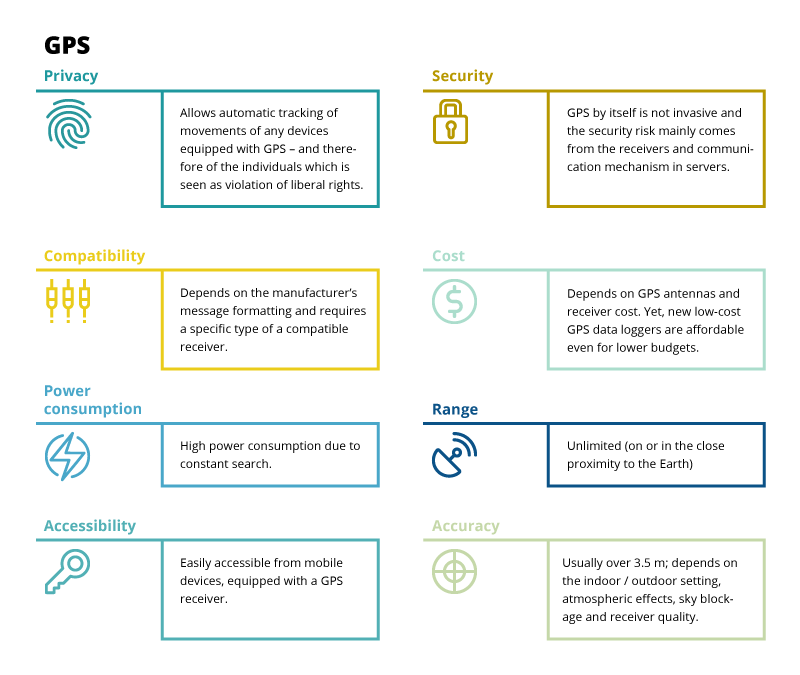 GPS
Privacy
Allows automatic tracking of
movements of any devices
equipped with GPS – and there-
fore of the individuals which is
seen as violation of liberal rights.
Security
GPS by itself is not invasive and
the security risk mainly comes
from the receivers and communi-
cation mechanism in servers.
Compatibility
Depends on the manufacturer's
message formatting and requires
a specific type of a compatible
receiver.
Cost
Depends on GPS antennas and
receiver cost. Yet, new low-cost
GPS data loggers are affordable
even for lower budgets.
Power
consumption
High power consumption due to
constant search.
Range
Unlimited (on or in the close
proximity to the Earth)
Accessibility
Easily accessible from mobile
devices, equipped with a GPS
receiver.
Accuracy
Usually over 3.5 m; depends on
the indoor / outdoor setting,
atmospheric effects, sky block-
age and receiver quality.